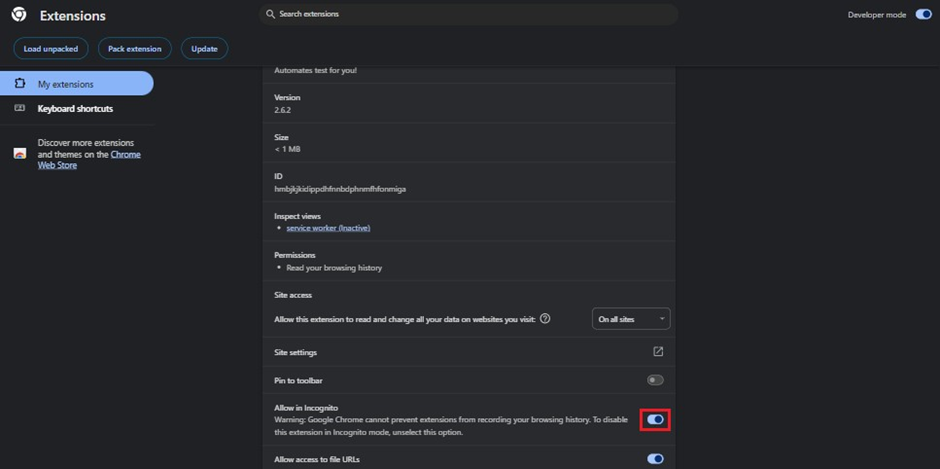 Extensions
Search extensions
Developer mode
Load unpacked
Pack extension
Update
My extensions
Keyboard shortcuts
Discover more extensions
and themes on the Chrome
Web Store
Automates test for you!
Version
2.6.2
Size
< 1 MB
ID
hmbjkjkidippdhfnnbdphnmfhfonmiga
Inspect views
• service worker (Inactive)
Permissions
• Read your browsing history
Site access
Allow this extension to read and change all your data on websites you visit:
On all sites
Site settings
Pin to toolbar
Allow in Incognito
Warning: Google Chrome cannot prevent extensions from recording your browsing history. To disable
this extension in Incognito mode, unselect this option.
Allow access to file URLs